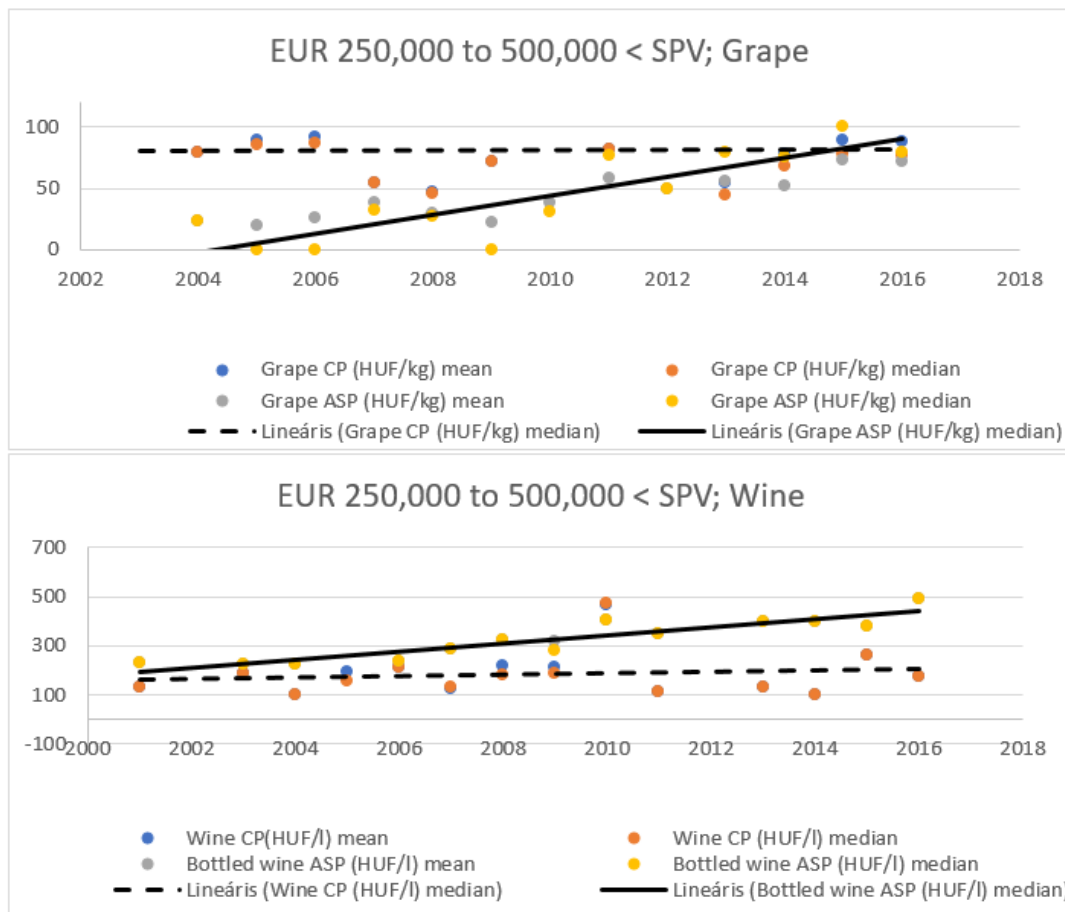 EUR 250,000 to 500,000 < SPV; Grape
100
50
0
2002 2004 2006 2008 2010 2012 2014 2016 2018
Grape CP (HUF/kg) mean Grape CP (HUF/kg) median
Grape ASP (HUF/kg) mean Grape ASP (HUF/kg) median
Lineáris (Grape CP (HUF/kg) median) Lineáris (Grape ASP (HUF/kg) median)
EUR 250,000 to 500,000 < SPV; Wine
700
500
300
100
-100
2000 2002 2004 2006 2008 2010 2012 2014 2016 2018
Wine CP(HUF/l) mean Wine CP (HUF/l) median
Bottled wine ASP (HUF/l) mean Bottled wine ASP (HUF/l) median
Lineáris (Wine CP (HUF/l) median) Lineáris (Bottled wine ASP (HUF/l) median)